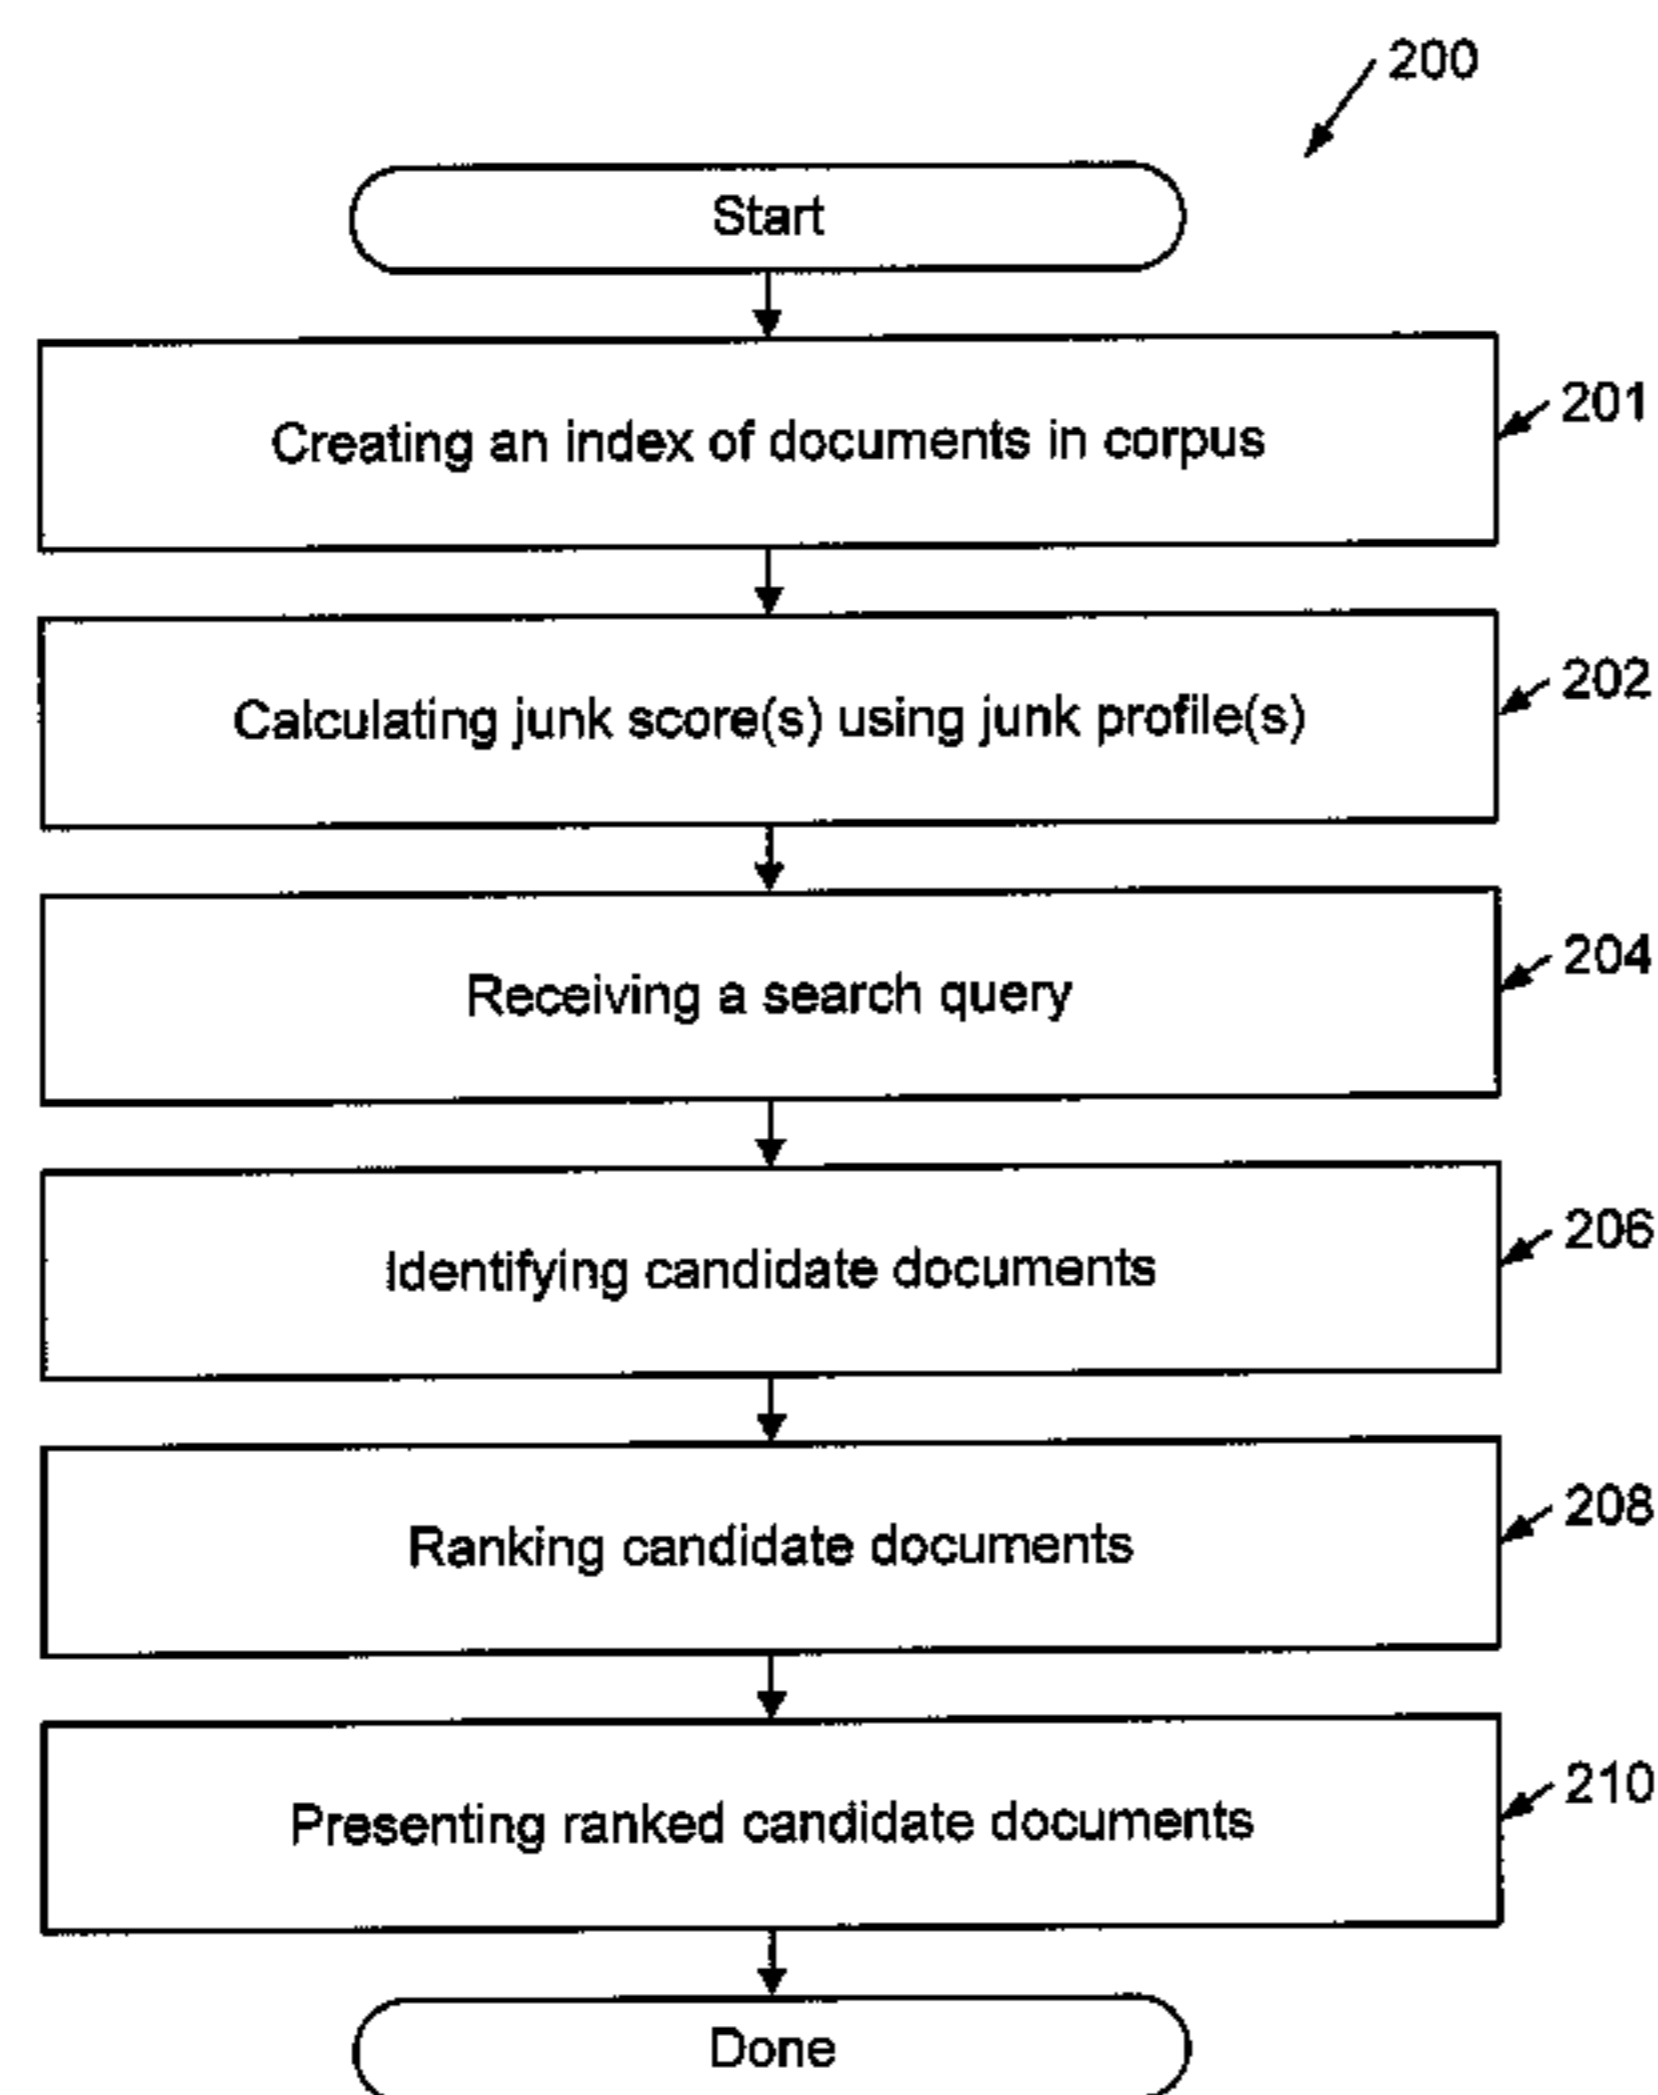 200
Start
Creating an index of documents in corpus
201
Calculating junk score(s) using junk profile(s)
202
Receiving a search query
204
Identifying candidate documents
206
Ranking candidate documents
208
Presenting ranked candidate documents
210
Done